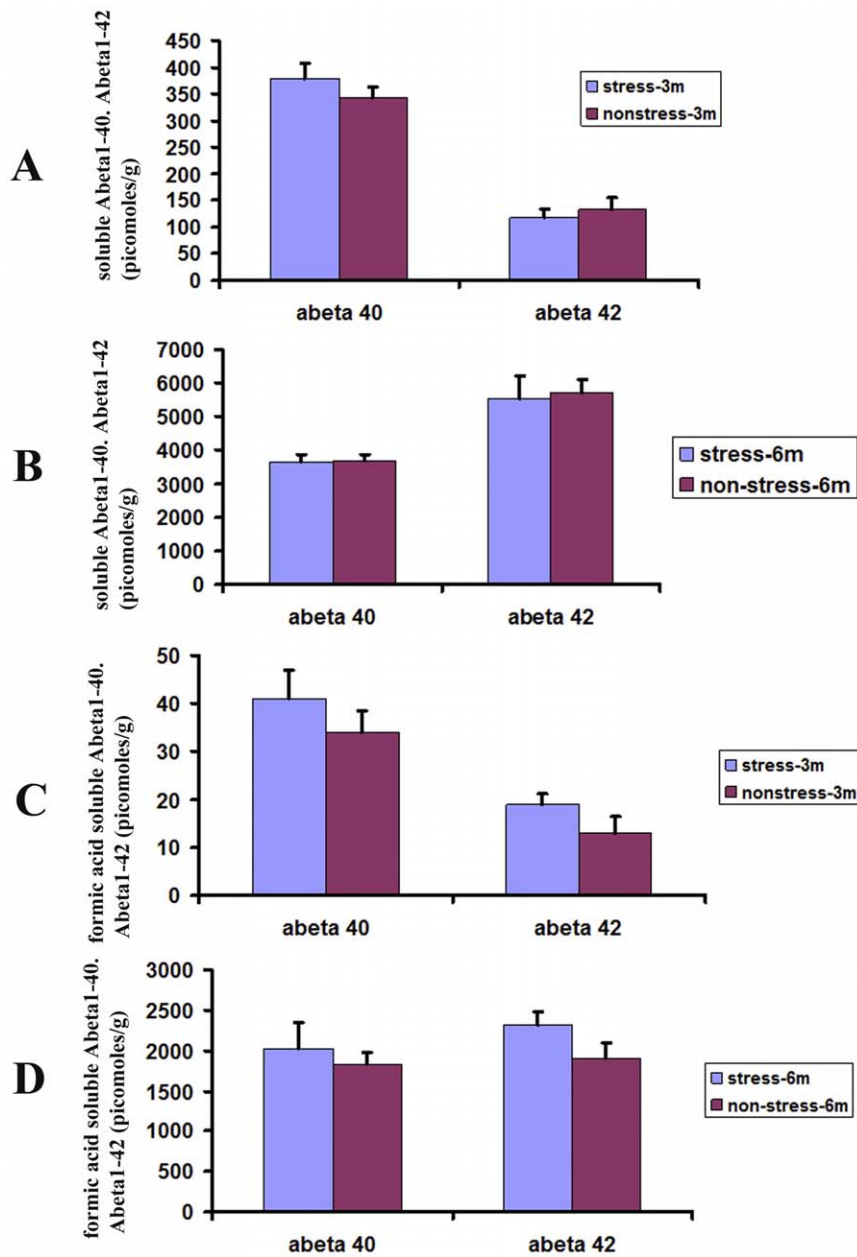 A
soluble Abeta1-40. Abeta1-42
(picomoles/g)
450
400
350
300
250
200
150
100
50
0
abeta 40
abeta 42
stress-3m
nonstress-3m
B
soluble Abeta1-40. Abeta1-42
(picomoles/g)
7000
6000
5000
4000
3000
2000
1000
0
abeta 40
abeta 42
stress-6m
non-stress-6m
C
formic acid soluble Abeta1-40.
Abeta1-42 (picomoles/g)
50
40
30
20
10
0
abeta 40
abeta 42
stress-3m
nonstress-3m
D
formic acid soluble Abeta1-40.
Abeta1-42 (picomoles/g)
3000
2500
2000
1500
1000
500
0
abeta 40
abeta 42
stress-6m
non-stress-6m